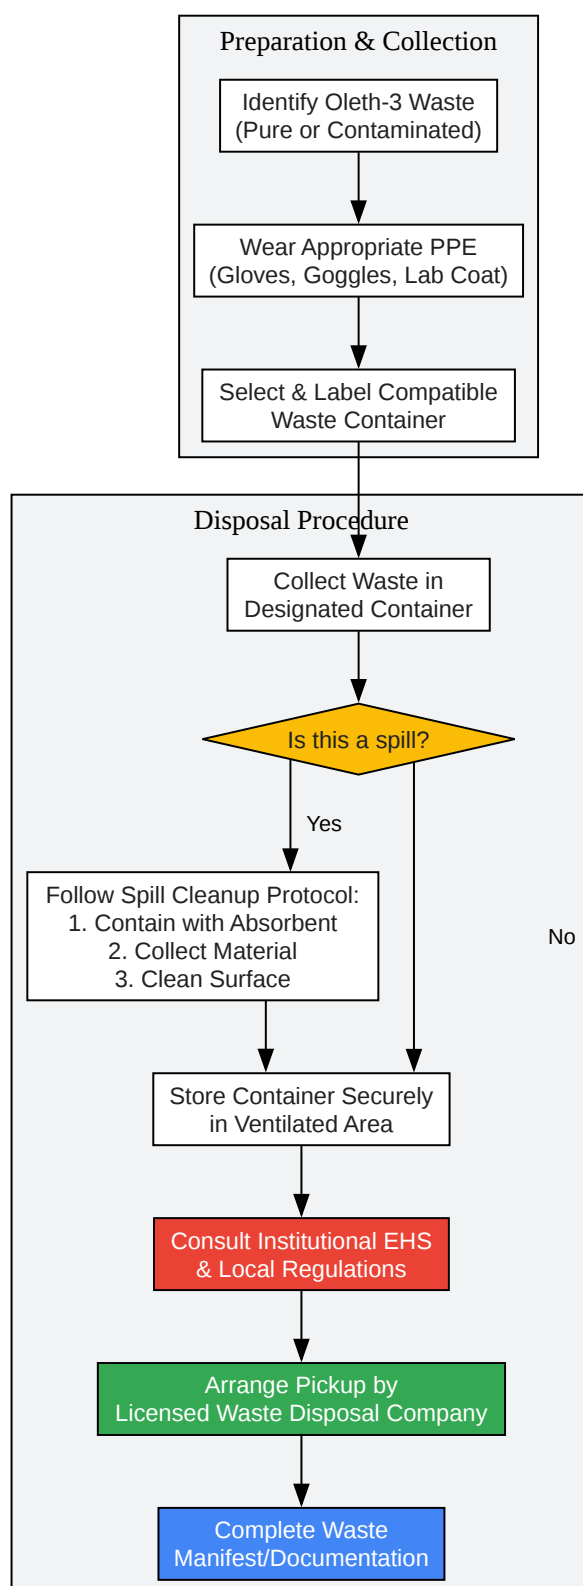 Preparation & Collection
Identify Oleth-3 Waste
(Pure or Contaminated)
Wear Appropriate PPE
(Gloves, Goggles, Lab Coat)
Select & Label Compatible
Waste Container
Disposal Procedure
Collect Waste in
Designated Container
Is this a spill?
Yes
Follow Spill Cleanup Protocol:
1. Contain with Absorbent
2. Collect Material
3. Clean Surface
No
Store Container Securely
in Ventilated Area
Consult Institutional EHS
& Local Regulations
Arrange Pickup by
Licensed Waste Disposal Company
Complete Waste
Manifest/Documentation